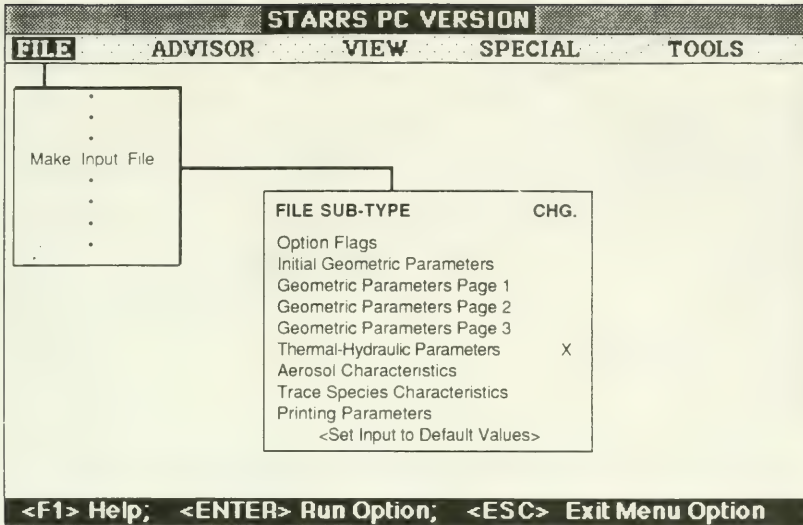 STARRS PC VERSION
FILE ADVISOR VIEW SPECIAL TOOLS
Make Input File
FILE SUB-TYPE CHG.
Option Flags
Initial Geometric Parameters
Geometric Parameters Page 1
Geometric Parameters Page 2
Geometric Parameters Page 3
Thermal-Hydraulic Parameters X
Aerosol Characteristics
Trace Species Characteristics
Printing Parameters
<Set Input to Default Values>
<F1> Help; <ENTER> Run Option; <ESC> Exit Menu Option